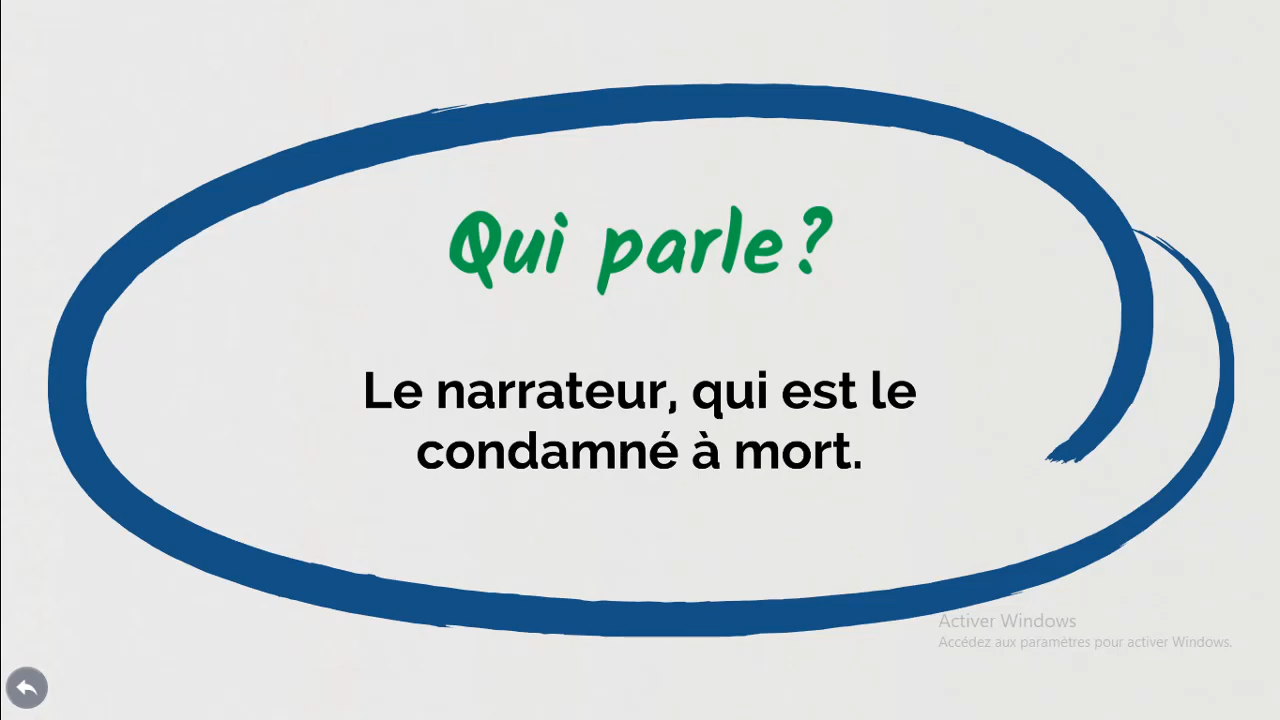 Qui parle?
Le narrateur, qui est le
condamné à mort.
Activer Windows
Accédez aux paramètres pour activer Windows.